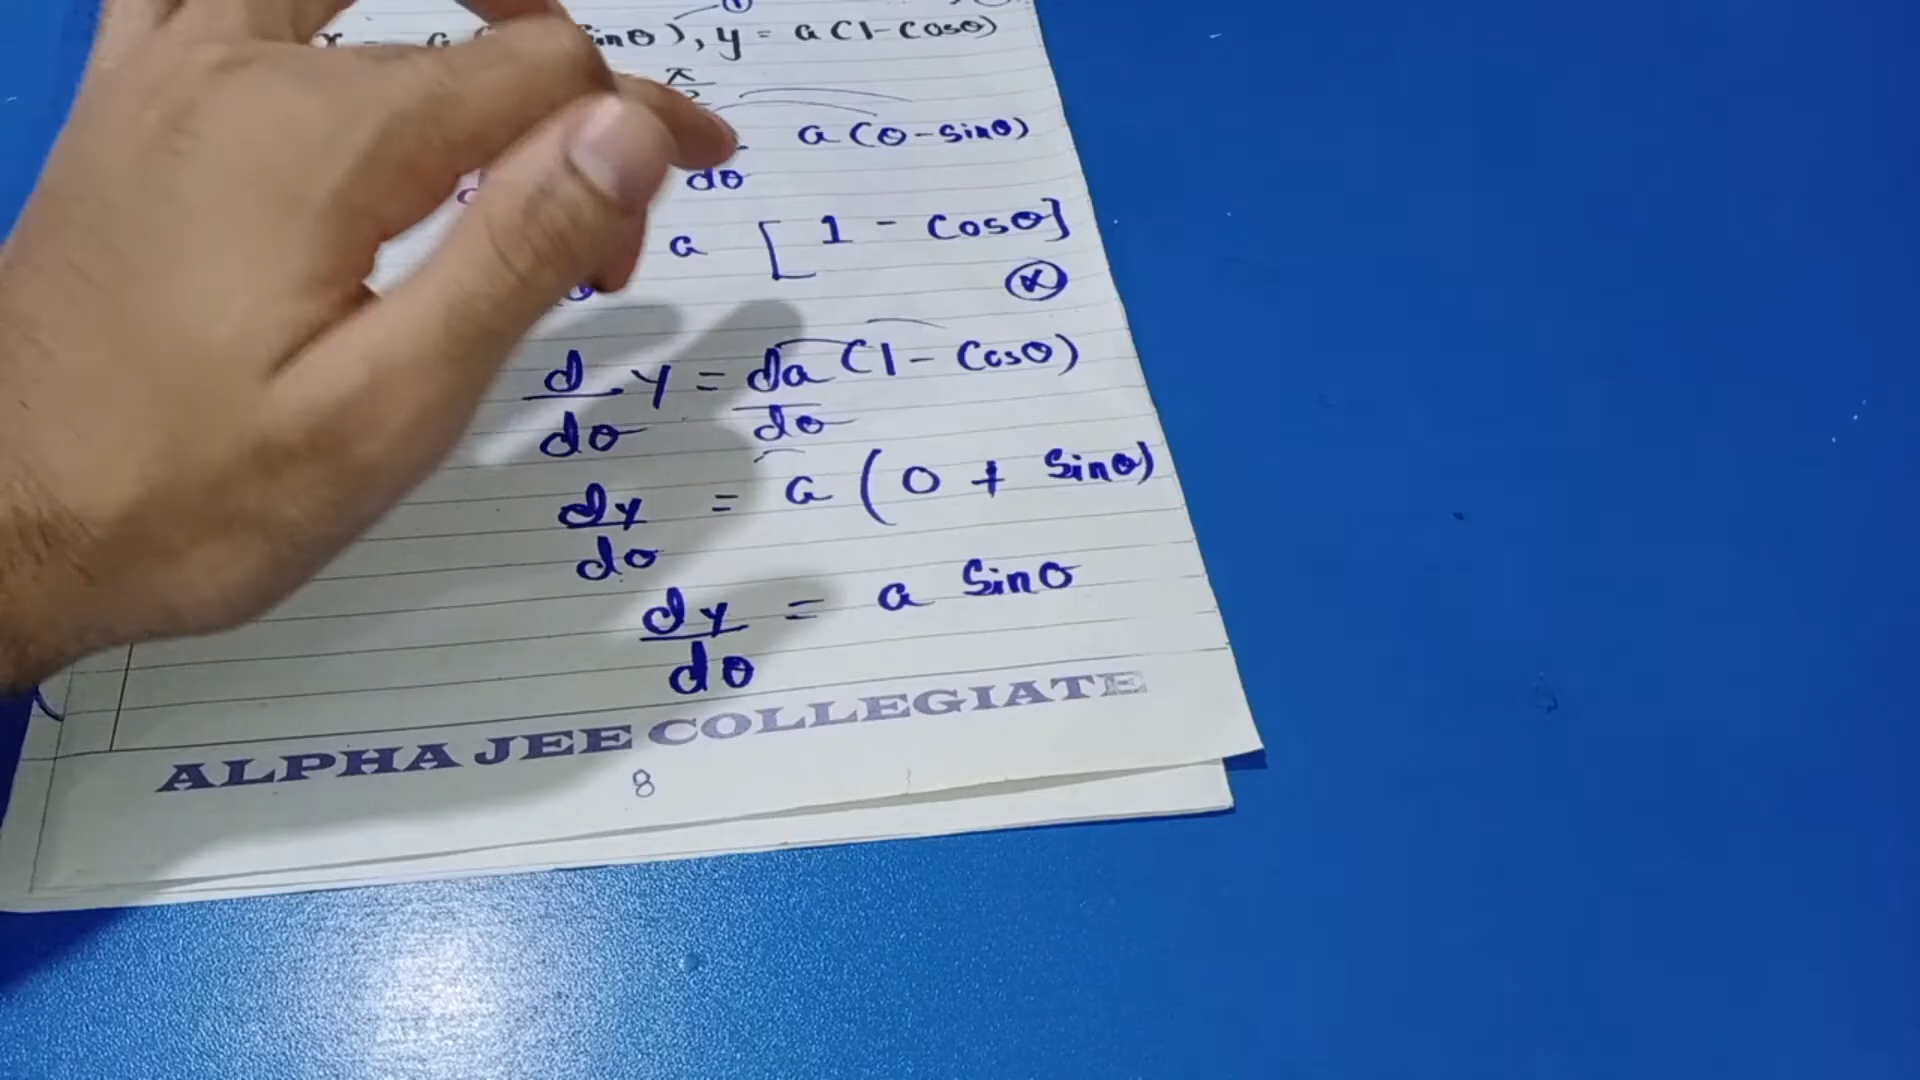 x = a sinθ), y = a(1-cosθ)
π
dθ a(θ-sinθ)
a [ 1 - cosθ]
d/dθ y = da/dθ (1-cosθ)
dy/dθ = a (0 + sinθ)
dy/dθ = a sinθ
ALPHA JEE COLLEGIATE
8